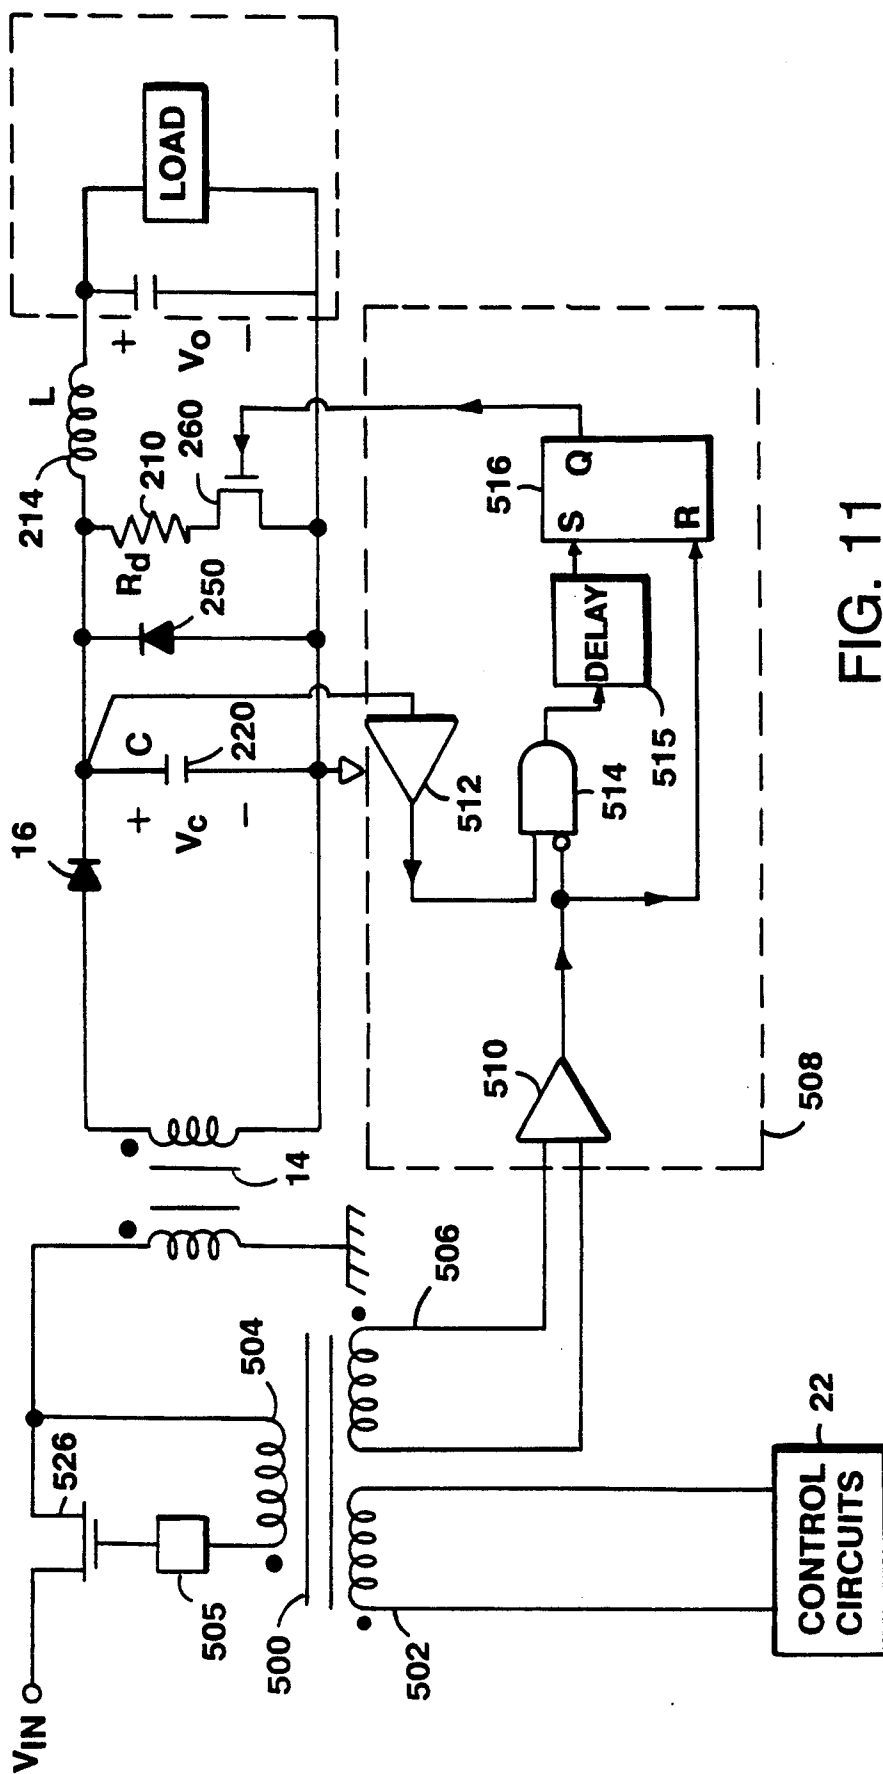 VIN
526
505
504
500
502
506
22
CONTROL
CIRCUITS
14
16
+
C
VC
-
220
250
Rd
210
214
L
260
+
VO
-
LOAD
508
510
512
514
515
DELAY
516
S
Q
R
FIG. 11